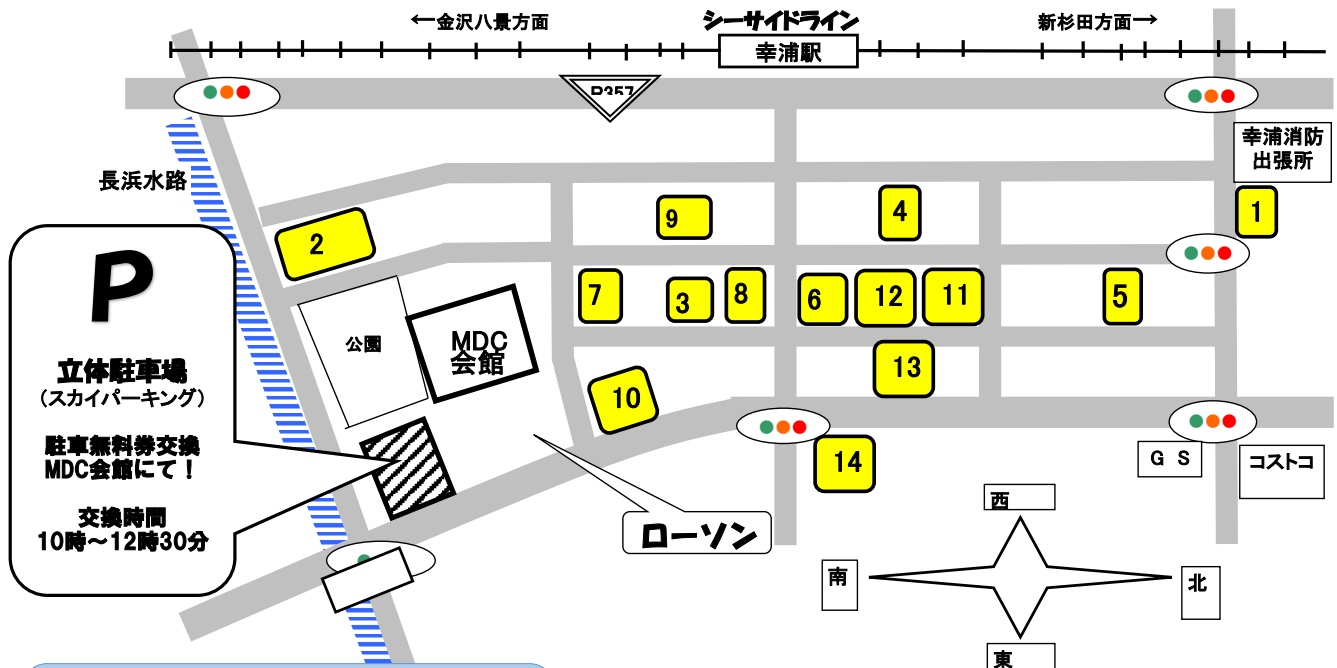 ←金沢八景方面
シーサイドライン
新杉田方面→
幸浦駅
R357
幸浦消防
出張所
長浜水路
1
2
9
4
7
3
8
6
12
11
5
13
10
14
P
立体駐車場
(スカイパーキング)
駐車無料券交換
MDC会館にて!
交換時間
10時～12時30分
公園
MDC
会館
ローソン
ＧＳ
コストコ
西
南
北
東